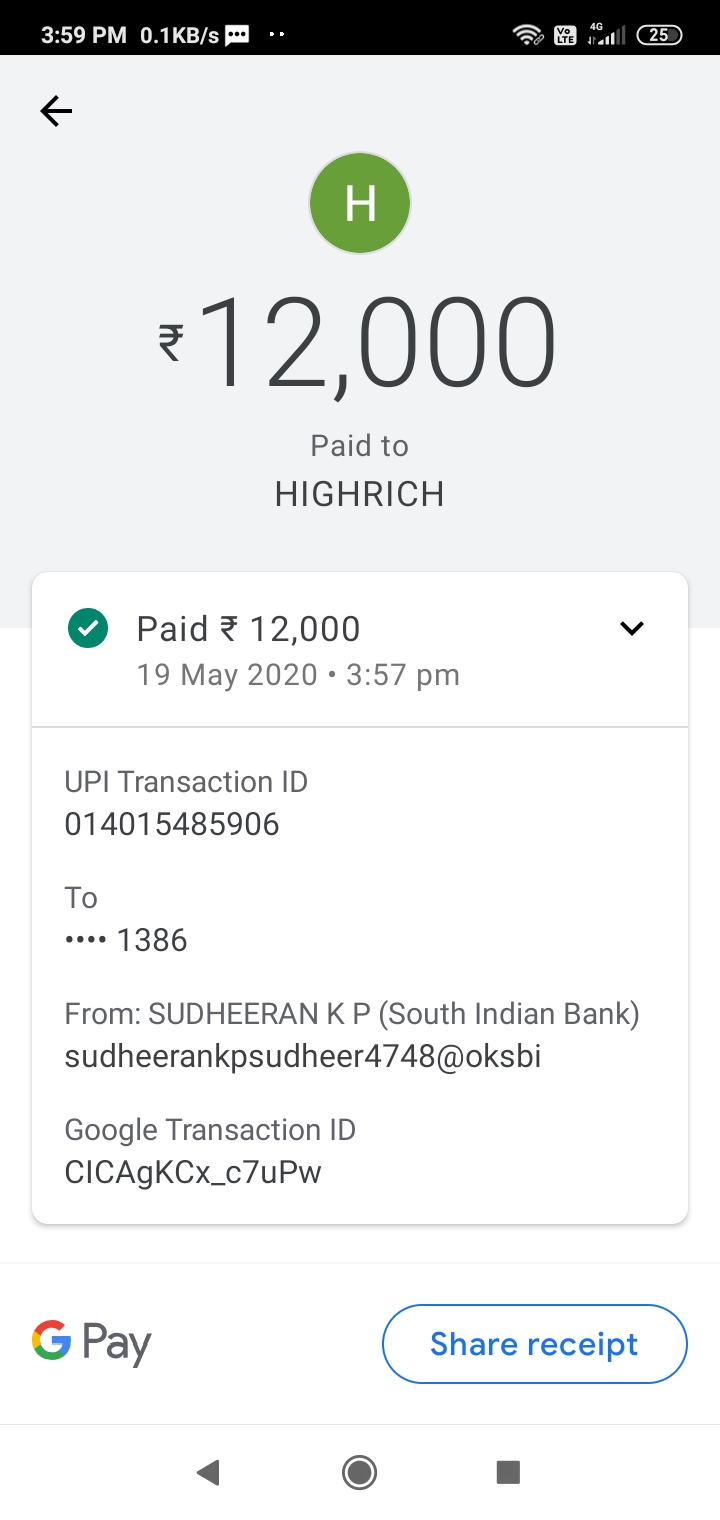 3:59 PM 0.1KB/s Vo LTE 4G 25
H
₹12,000
Paid to
HIGHRICH
Paid ₹ 12,000
19 May 2020 • 3:57 pm
UPI Transaction ID
014015485906
To
•••• 1386
From: SUDHEERAN K P (South Indian Bank)
sudheerankpsudheer4748@oksbi
Google Transaction ID
CICAgKCx_c7uPw
G Pay
Share receipt